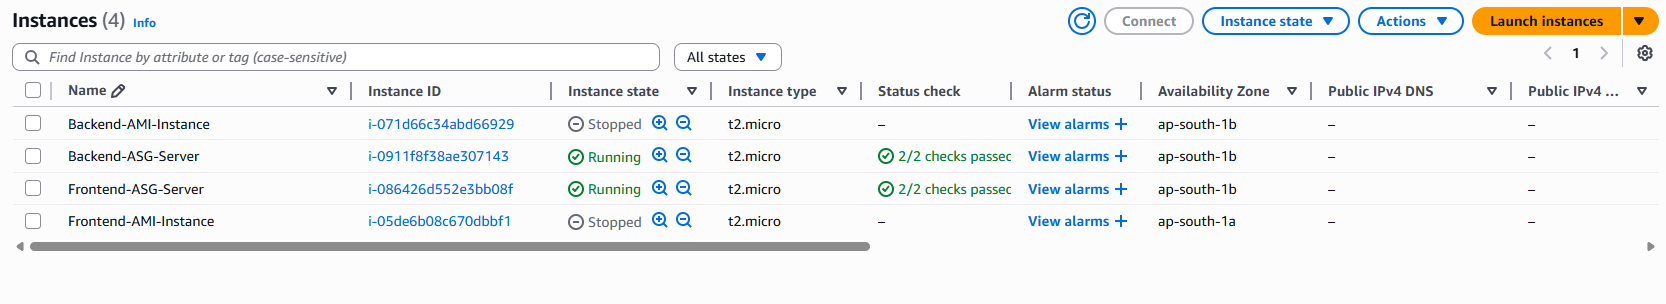 Instances (4) Info Connect Instance state Actions Launch instances
Find Instance by attribute or tag (case-sensitive) All states 1
Name Instance ID Instance state Instance type Status check Alarm status Availability Zone Public IPv4 DNS Public IPv4 ...
Backend-AMI-Instance i-071d66c34abd66929 Stopped t2.micro – View alarms + ap-south-1b – –
Backend-ASG-Server i-0911f8f38ae307143 Running t2.micro 2/2 checks passec View alarms + ap-south-1b – –
Frontend-ASG-Server i-086426d552e3bb08f Running t2.micro 2/2 checks passec View alarms + ap-south-1b – –
Frontend-AMI-Instance i-05de6b08c670dbbf1 Stopped t2.micro – View alarms + ap-south-1a – –